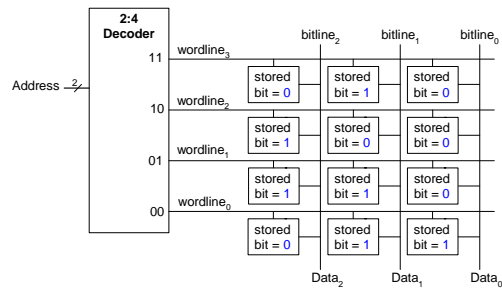 2:4
Decoder
bitline₂ bitline₁ bitline₀
11 wordline₃
stored bit = 0
stored bit = 1
stored bit = 0
Address 2
10 wordline₂
stored bit = 1
stored bit = 0
stored bit = 0
01 wordline₁
stored bit = 1
stored bit = 1
stored bit = 0
00 wordline₀
stored bit = 0
stored bit = 1
stored bit = 1
Data₂ Data₁ Data₀